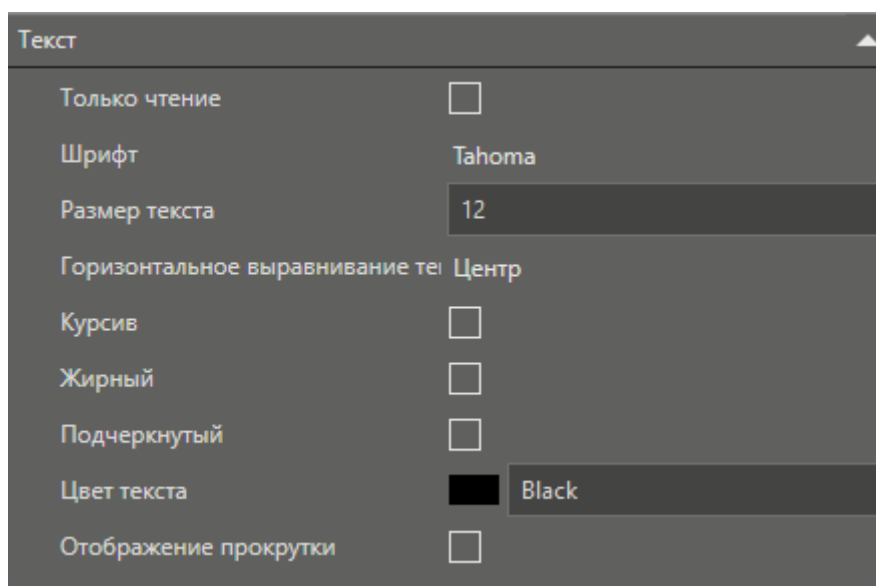 Текст
Только чтение
Шрифт Tahoma
Размер текста 12
Горизонтальное выравнивание те Центр
Курсив
Жирный
Подчеркнутый
Цвет текста Black
Отображение прокрутки